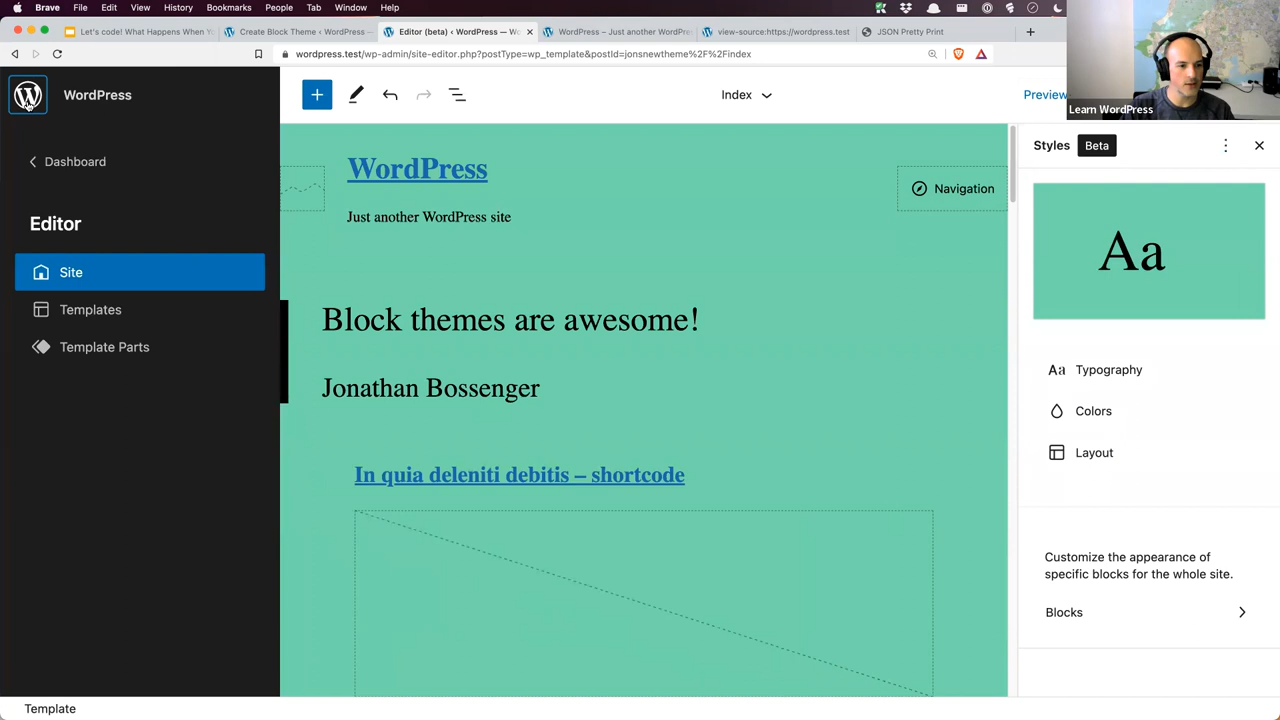 Brave File Edit View History Bookmarks People Tab Window Help
Let's code! What Happens When Y
Create Block Theme ‹ WordPress —
Editor (beta) ‹ WordPress — Wo
WordPress – Just another WordPre
view-source:https://wordpress.test
JSON Pretty Print
wordpress.test/wp-admin/site-editor.php?postType=wp_template&postId=jonsnewtheme%2F%2Findex
WordPress
Index
Preview
Learn WordPress
Dashboard
Editor
Site
Templates
Template Parts
WordPress
Just another WordPress site
Navigation
Block themes are awesome!
Jonathan Bossenger
In quia deleniti debitis – shortcode
Styles Beta
Aa
Aa Typography
Colors
Layout
Customize the appearance of
specific blocks for the whole site.
Blocks
Template